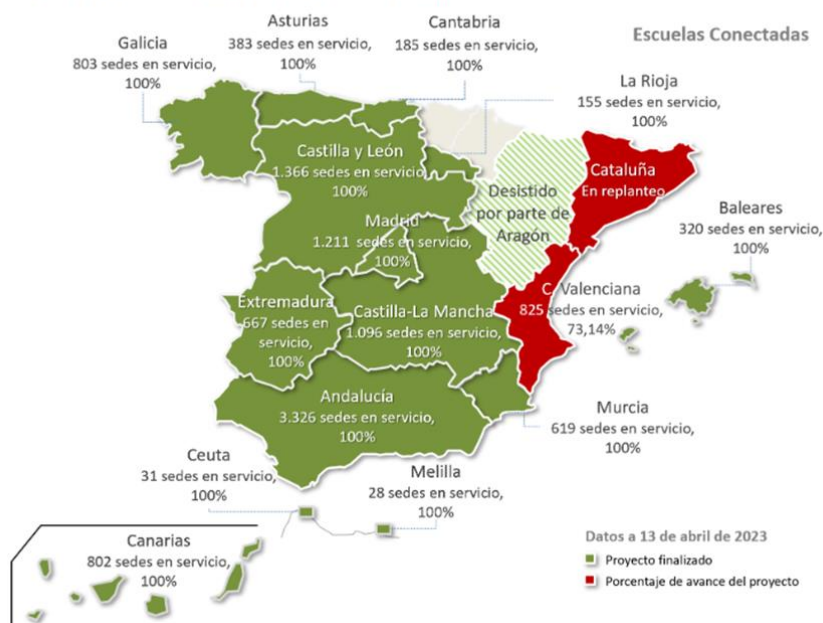 Escuelas Conectadas
Asturias
383 sedes en servicio,
100%
Cantabria
185 sedes en servicio,
100%
Galicia
803 sedes en servicio,
100%
La Rioja
155 sedes en servicio,
100%
Castilla y León
1.366 sedes en servicio,
100%
Cataluña
En replanteo
Desistido
por parte de
Aragón
Baleares
320 sedes en servicio,
100%
Madrid
1.211 sedes en servicio,
100%
Extremadura
667 sedes en
servicio,
100%
Castilla-La Mancha
1.096 sedes en servicio,
100%
C. Valenciana
825 sedes en servicio,
73,14%
Andalucía
3.326 sedes en servicio,
100%
Murcia
619 sedes en servicio,
100%
Ceuta
31 sedes en servicio,
100%
Melilla
28 sedes en servicio,
100%
Canarias
802 sedes en servicio,
100%
Datos a 13 de abril de 2023
Proyecto finalizado
Porcentaje de avance del proyecto